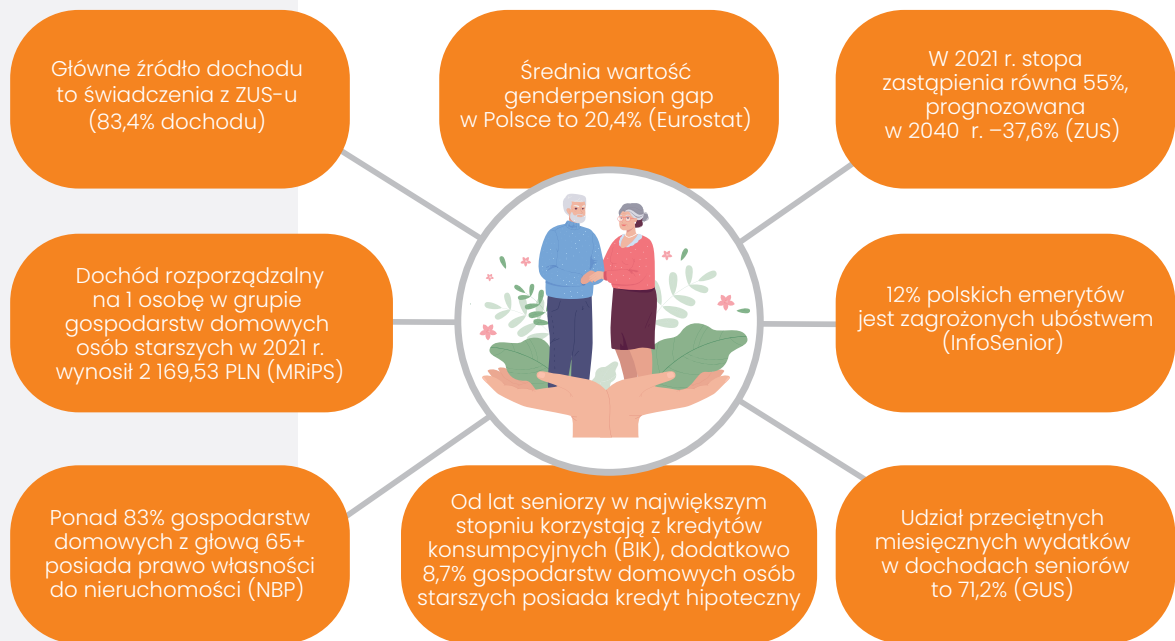 Główne źródło dochodu
to świadczenia z ZUS-u
(83,4% dochodu)
Średnia wartość
genderpension gap
w Polsce to 20,4% (Eurostat)
W 2021 r. stopa
zastąpienia równa 55%,
prognozowana
w 2040 r. –37,6% (ZUS)
Dochód rozporządzalny
na 1 osobę w grupie
gospodarstw domowych
osób starszych w 2021 r.
wynosił 2 169,53 PLN (MRiPS)
12% polskich emerytów
jest zagrożonych ubóstwem
(InfoSenior)
Ponad 83% gospodarstw
domowych z głową 65+
posiada prawo własności
do nieruchomości (NBP)
Od lat seniorzy w największym
stopniu korzystają z kredytów
konsumpcyjnych (BIK), dodatkowo
8,7% gospodarstw domowych osób
starszych posiada kredyt hipoteczny
Udział przeciętnych
miesięcznych wydatków
w dochodach seniorów
to 71,2% (GUS)